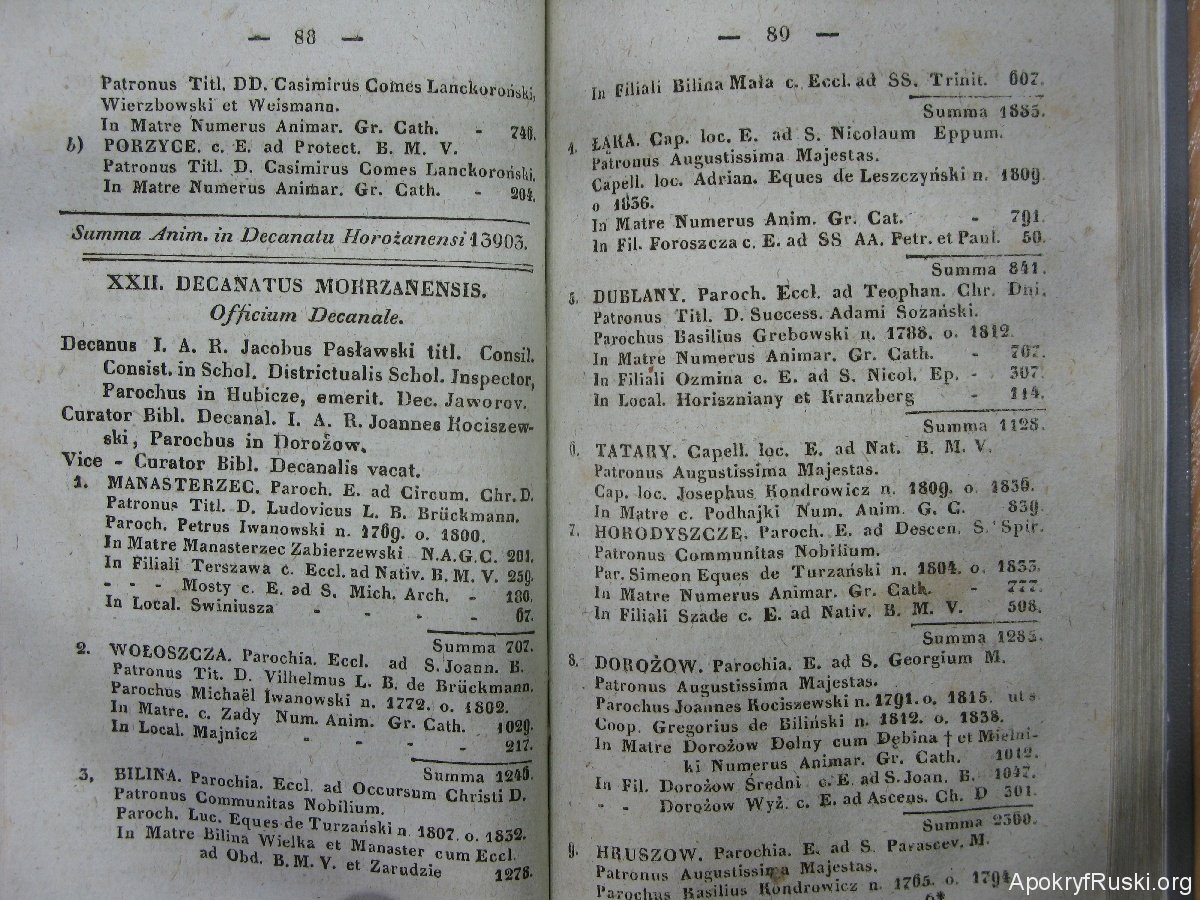 — 88 —
Patronus Titl. DD. Casimirus Comes Lanckoroński,
Wierzbowski et Weismann.
In Matre Numerus Animar. Gr. Cath. - 746.
b) PORZYCE. c. E. ad Protect. B. M. V.
Patronus Titl. D. Casimirus Comes Lanckoroński.
In Matre Numerus Animar. Gr. Cath. - 204.
Summa Anim. in Decanatu Horożanensi 13903.
XXII. DECANATUS MOKRZANENSIS.
Officium Decanale.
Decanus I. A. R. Jacobus Pasławski titl. Consil.
Consist. in Schol. Districtualis Schol. Inspector,
Parochus in Hubicze, emerit. Dec. Jaworov.
Curator Bibl. Decanal. I. A. R. Joannes Kociszew-
ski, Parochus in Dorożow.
Vice - Curator Bibl. Decanalis vacat.
1. MANASTERZEC. Paroch. E. ad Circum. Chr. D.
Patronus Titl. D. Ludovicus L. B. Brückmann.
Paroch. Petrus Iwanowski n. 1769. o. 1800.
In Matre Manasterzec Zabierzewski N.A.G.C. 201.
In Filiali Terszawa c. Eccl. ad Nativ. B. M. V. 259.
- - - Mosty c. E. ad S. Mich. Arch. - 180.
In Local. Swiniusza - - - 67.
Summa 707.
2. WOŁOSZCZA. Parochia. Eccl. ad S. Joann. B.
Patronus Tit. D. Vilhelmus L. B. de Brückmann.
Parochus Michaël Iwanowski n. 1772. o. 1802.
In Matre. c. Zady Num. Anim. Gr. Cath. 1029.
In Local. Majnicz - - - - 217.
Summa 1246.
3, BILINA. Parochia. Eccl. ad Occursum Christi D.
Patronus Communitas Nobilium.
Paroch. Luc. Eques de Turzański n. 1807. o. 1832.
In Matre Bilina Wielka et Manaster cum Eccl.
ad Obd. B. M. V. et Zarudzie 1278.
— 89 —
In Filiali Bilina Mała c. Eccl. ad SS. Trinit. 607.
Summa 1885.
4. ŁĄKA. Cap. loc. E. ad S. Nicolaum Eppum.
Patronus Augustissima Majestas.
Capell. loc. Adrian. Eques de Leszczyński n. 1809.
o 1836.
In Matre Numerus Anim. Gr. Cat. - 791.
In Fil. Foroszcza c. E. ad SS AA. Petr. et Paul. 50.
Summa 841.
5. DUBLANY. Paroch. Eccl. ad Teophan. Chr. Dni.
Patronus Titl. D. Success. Adami Sożański.
Parochus Basilius Grebowski n. 1788. o. 1812.
In Matre Numerus Animar. Gr. Cath. - 707.
In Filiali Ozmina c. E. ad S. Nicol. Ep. - 307.
In Local. Horiszniany et Kranzberg - 114.
Summa 1128.
6. TATARY. Capell. loc. E. ad Nat. B. M. V.
Patronus Augustissima Majestas.
Cap. loc. Josephus Kondrowicz n. 1809. o. 1836.
In Matre c. Podhajki Num. Anim. G. C. 839.
7. HORODYSZCZE. Paroch. E. ad Descen. S. Spir.
Patronus Communitas Nobilium.
Par. Simeon Eques de Turzański n. 1804. o. 1833.
In Matre Numerus Animar. Gr. Cath. - 777.
In Filiali Szade c. E. ad Nativ. B. M. V. 508.
Summa 1285.
8. DOROŻOW. Parochia. E. ad S. Georgium M.
Patronus Augustissima Majestas.
Parochus Joannes Kociszewski n. 1791. o. 1815. ut s
Coop. Gregorius de Biliński n. 1812. o. 1838.
In Matre Dorożow Dolny cum Dębina † et Mielni-
ki Numerus Animar. Gr. Cath. 1012.
In Fil. Dorożow Średni c. E. ad S. Joan. B. 1047.
- - Dorożow Wyż. c. E. ad Ascens. Ch. D 301.
Summa 2360.
9. HRUSZOW. Parochia. E. ad S. Parascev. M.
Patronus Augustissima Majestas.
Parochus Basilius Kondrowicz n. 1765. o. 1794.
ApokryfRuski.org